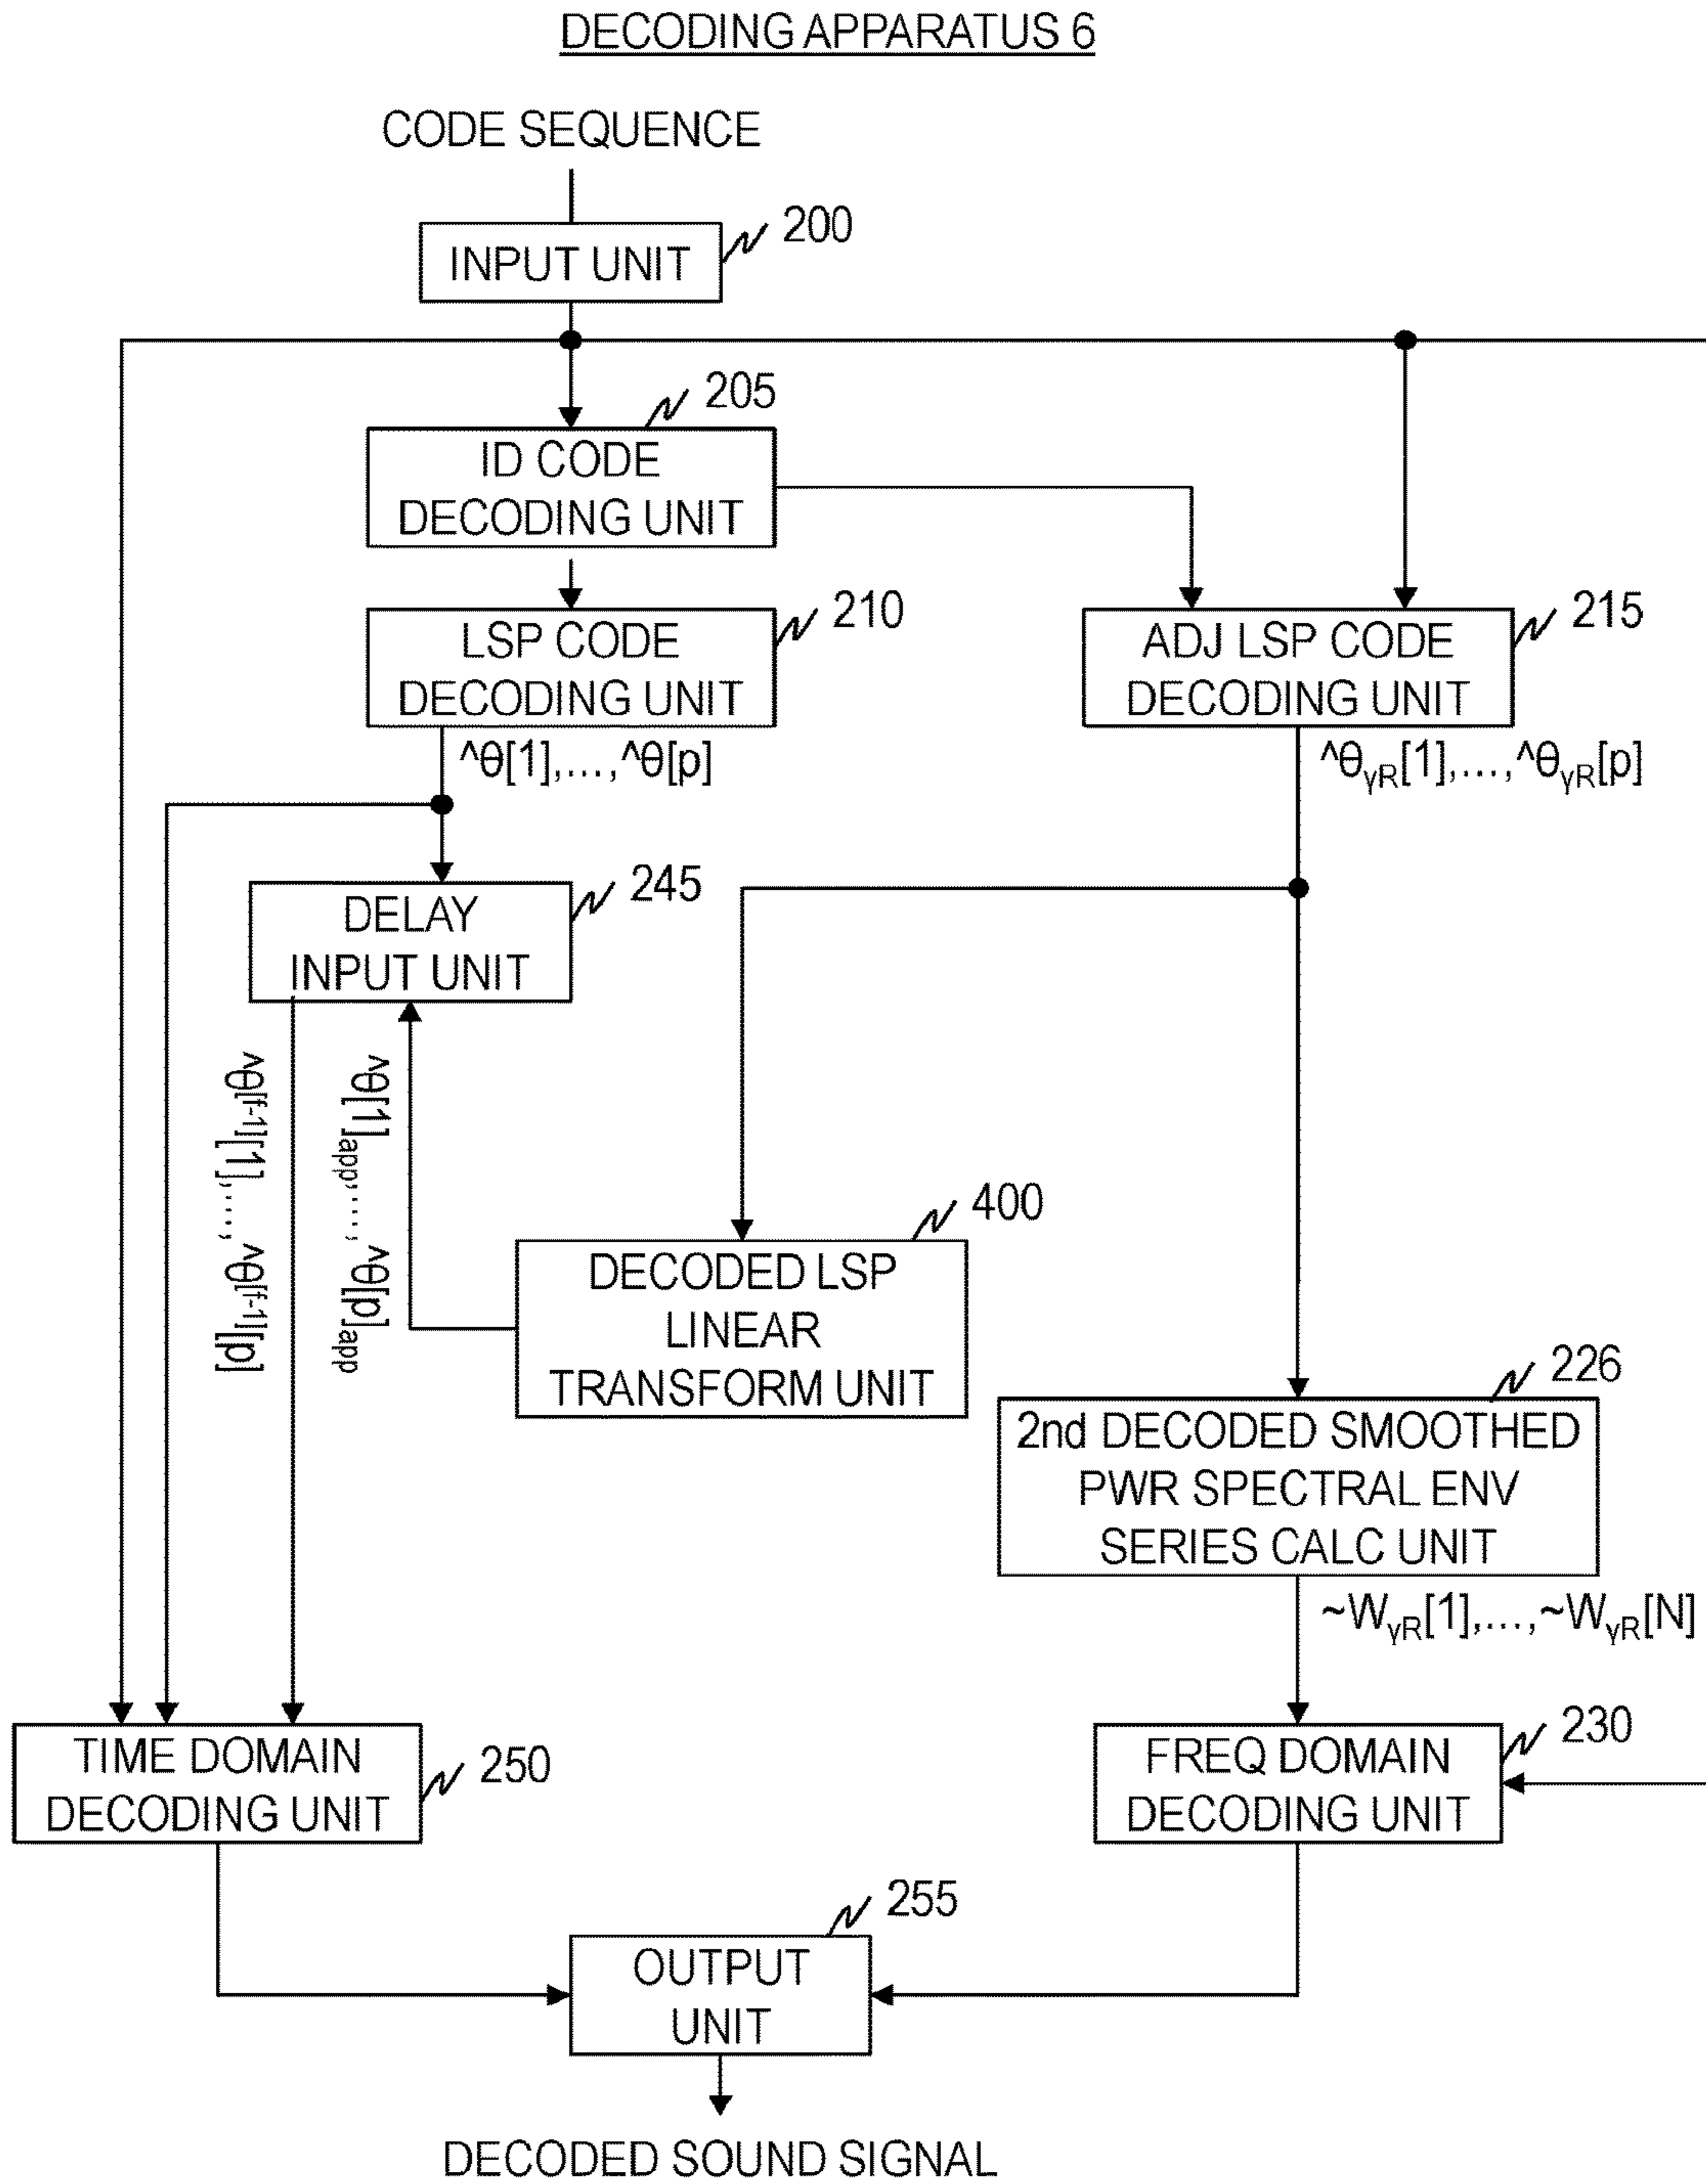 DECODING APPARATUS 6
CODE SEQUENCE
200
INPUT UNIT
205
ID CODE
DECODING UNIT
210
LSP CODE
DECODING UNIT
215
ADJ LSP CODE
DECODING UNIT
^θ[1],...,^θ[p]
^θγR[1],...,^θγR[p]
245
DELAY
INPUT UNIT
^θ[f-1][1],..., ^θ[f-1][p]
^θ[1]app,..., ^θ[p]app
400
DECODED LSP
LINEAR
TRANSFORM UNIT
226
2nd DECODED SMOOTHED
PWR SPECTRAL ENV
SERIES CALC UNIT
~WγR[1],...,~WγR[N]
TIME DOMAIN
DECODING UNIT
250
230
FREQ DOMAIN
DECODING UNIT
255
OUTPUT
UNIT
DECODED SOUND SIGNAL